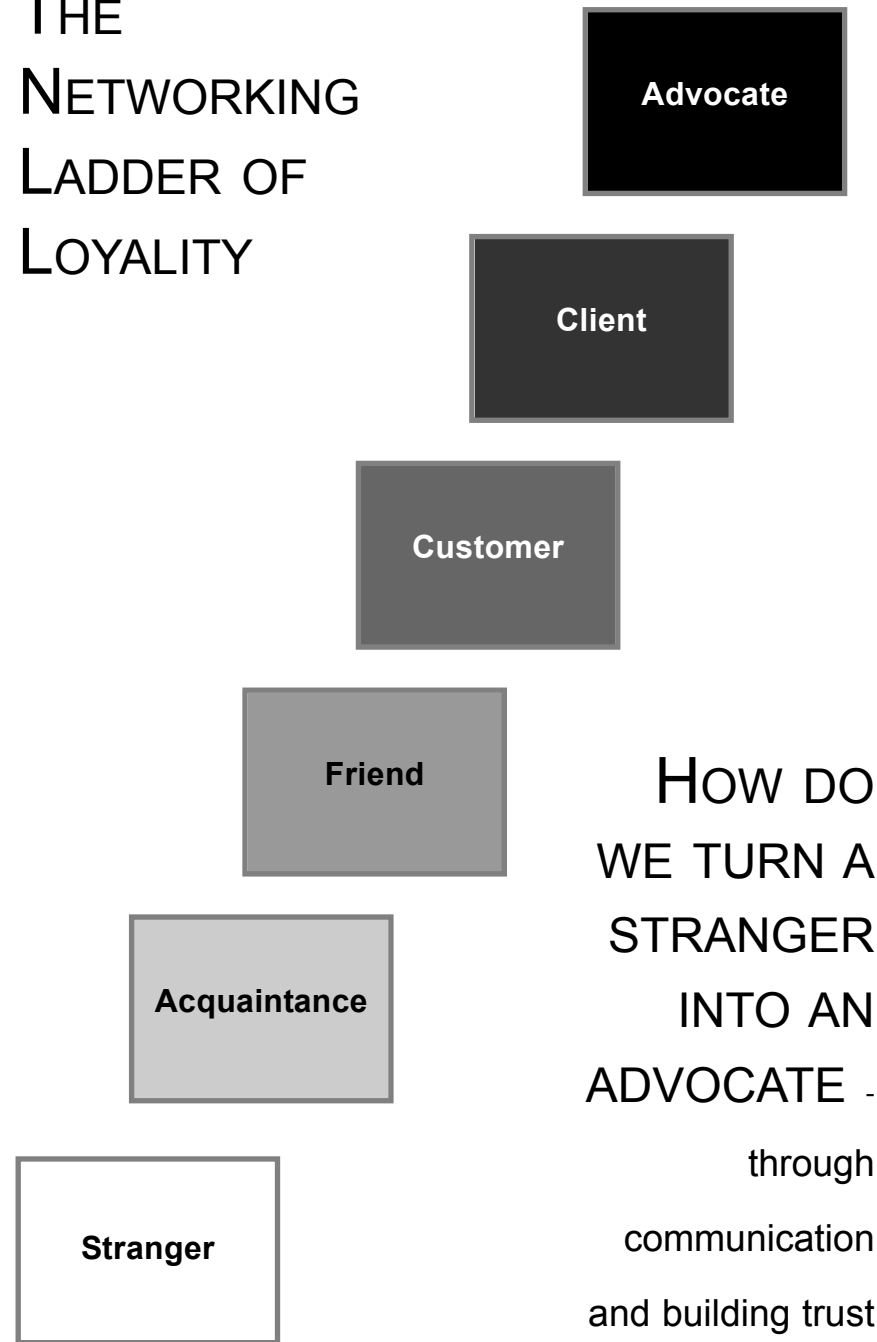 THE
NETWORKING
LADDER OF
LOYALITY
Advocate
Client
Customer
Friend
Acquaintance
Stranger
HOW DO
WE TURN A
STRANGER
INTO AN
ADVOCATE -
through
communication
and building trust